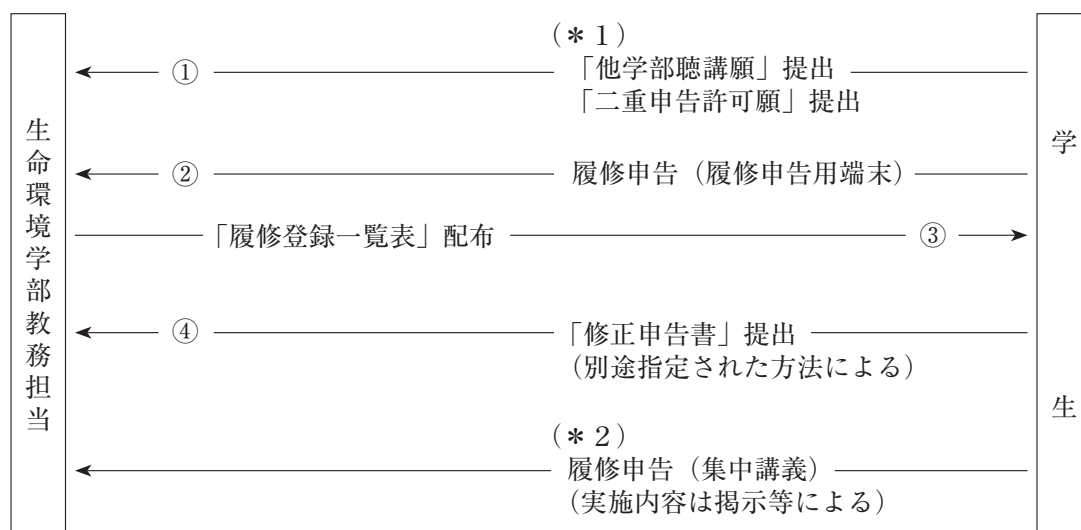 生命環境学部教務担当
(＊1)
① 「他学部聴講願」提出
「二重申告許可願」提出
② 履修申告（履修申告用端末）
「履修登録一覧表」配布 ③
④ 「修正申告書」提出
（別途指定された方法による）
(＊2)
履修申告（集中講義）
（実施内容は掲示等による）
学生